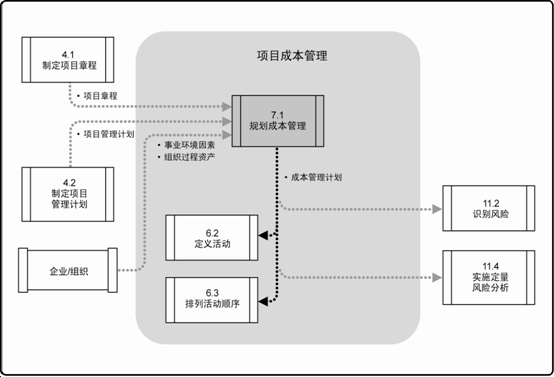 4.1
制定项目章程
项目成本管理
• 项目章程
7.1
规划成本管理
• 项目管理计划
• 事业环境因素
• 组织过程资产
4.2
制定项目
管理计划
• 成本管理计划
11.2
识别风险
6.2
定义活动
企业/组织
11.4
实施定量
风险分析
6.3
排列活动顺序